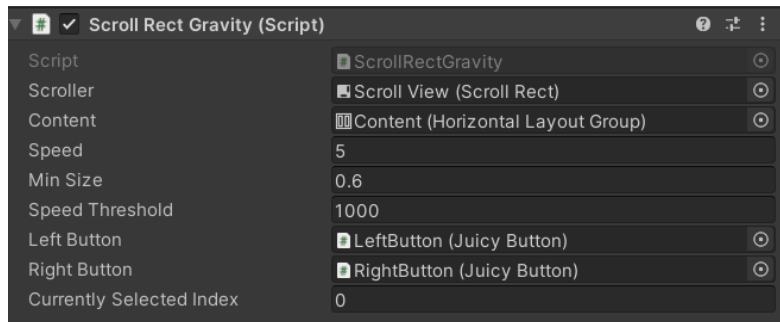 Scroll Rect Gravity (Script)
Script ScrollRectGravity
Scroller Scroll View (Scroll Rect)
Content Content (Horizontal Layout Group)
Speed 5
Min Size 0.6
Speed Threshold 1000
Left Button LeftButton (Juicy Button)
Right Button RightButton (Juicy Button)
Currently Selected Index 0